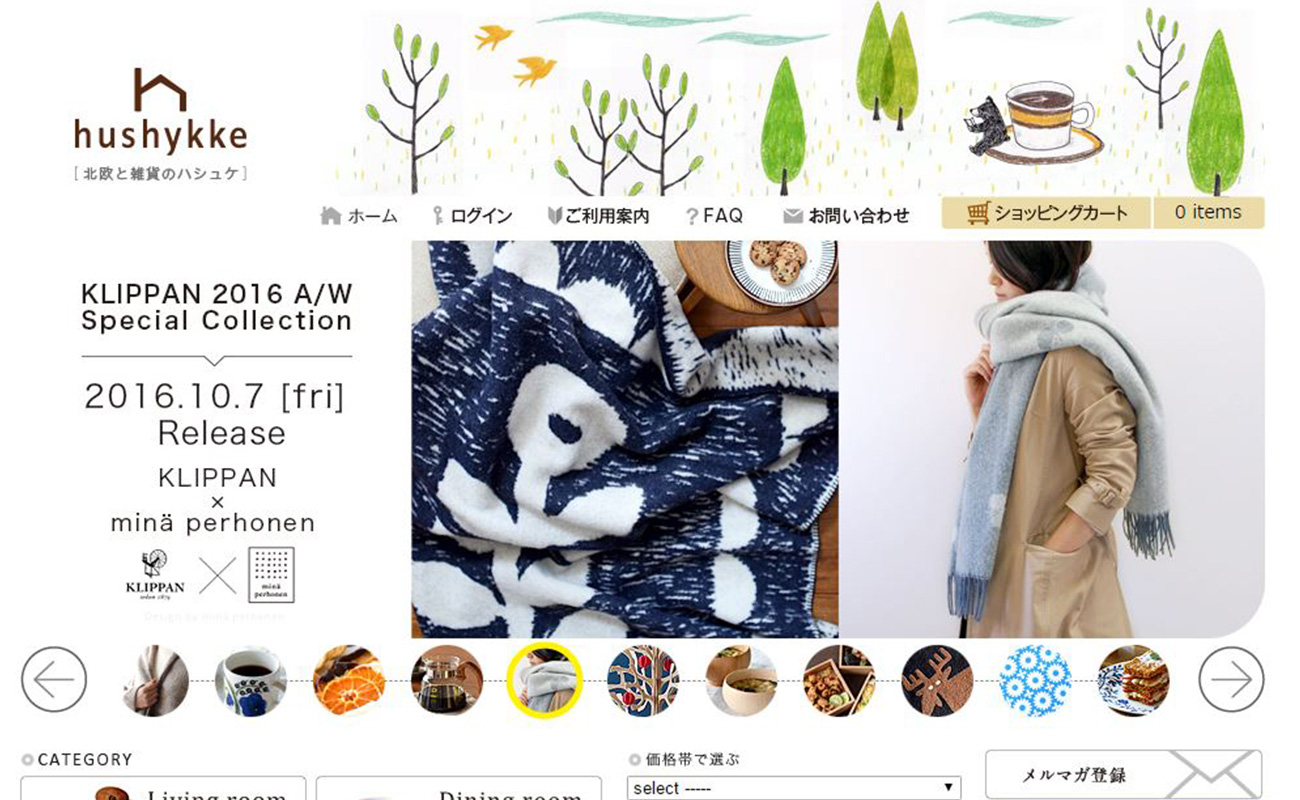 hushykke
[北欧と雑貨のハシュケ]
ホーム ログイン ご利用案内 ?FAQ お問い合わせ ショッピングカート 0 items
KLIPPAN 2016 A/W
Special Collection
2016.10.7 [fri]
Release
KLIPPAN
×
minä perhonen
KLIPPAN
sedan 1879
minä
perhonen
Design by minä perhonen
CATEGORY
Living room
Dining room
価格帯で選ぶ
select -----
メルマガ登録